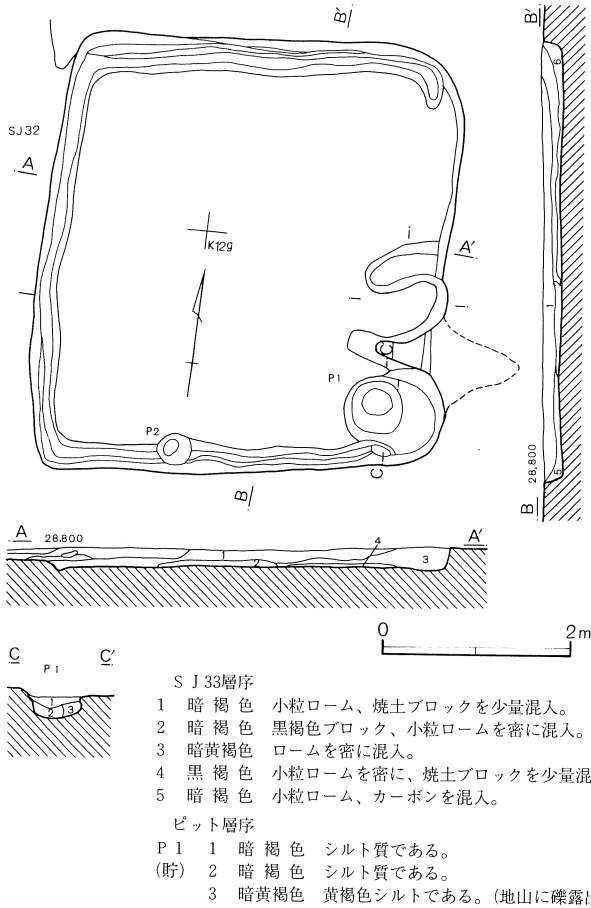 B′
B′
6
SJ32
A
K12g
A′
2
1
P1
C′
P2
C
B
28.800
5
B
A
28.800
4
A′
1
2
3
0
2m
C
P1
C′
1
2
3
ＳＪ33層序
1 暗褐色 小粒ローム、焼土ブロックを少量混入。
2 暗褐色 黒褐色ブロック、小粒ロームを密に混入。
3 暗黄褐色 ロームを密に混入。
4 黒褐色 小粒ロームを密に、焼土ブロックを少量混
5 暗褐色 小粒ローム、カーボンを混入。
ピット層序
P1 1 暗褐色 シルト質である。
(貯) 2 暗褐色 シルト質である。
3 暗黄褐色 黄褐色シルトである。(地山に礫露